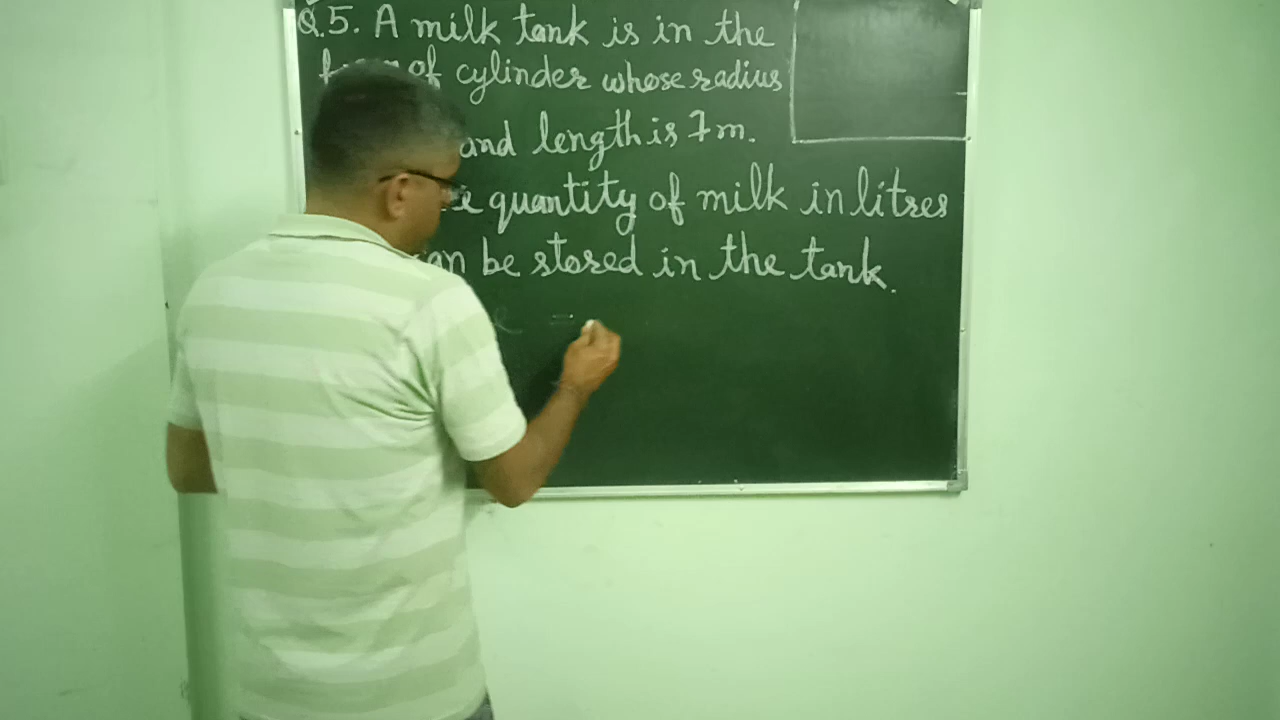 Q.5. A milk tank is in the
of cylinder whose radius
and length is 7m.
quantity of milk in litres
be stored in the tank.
=